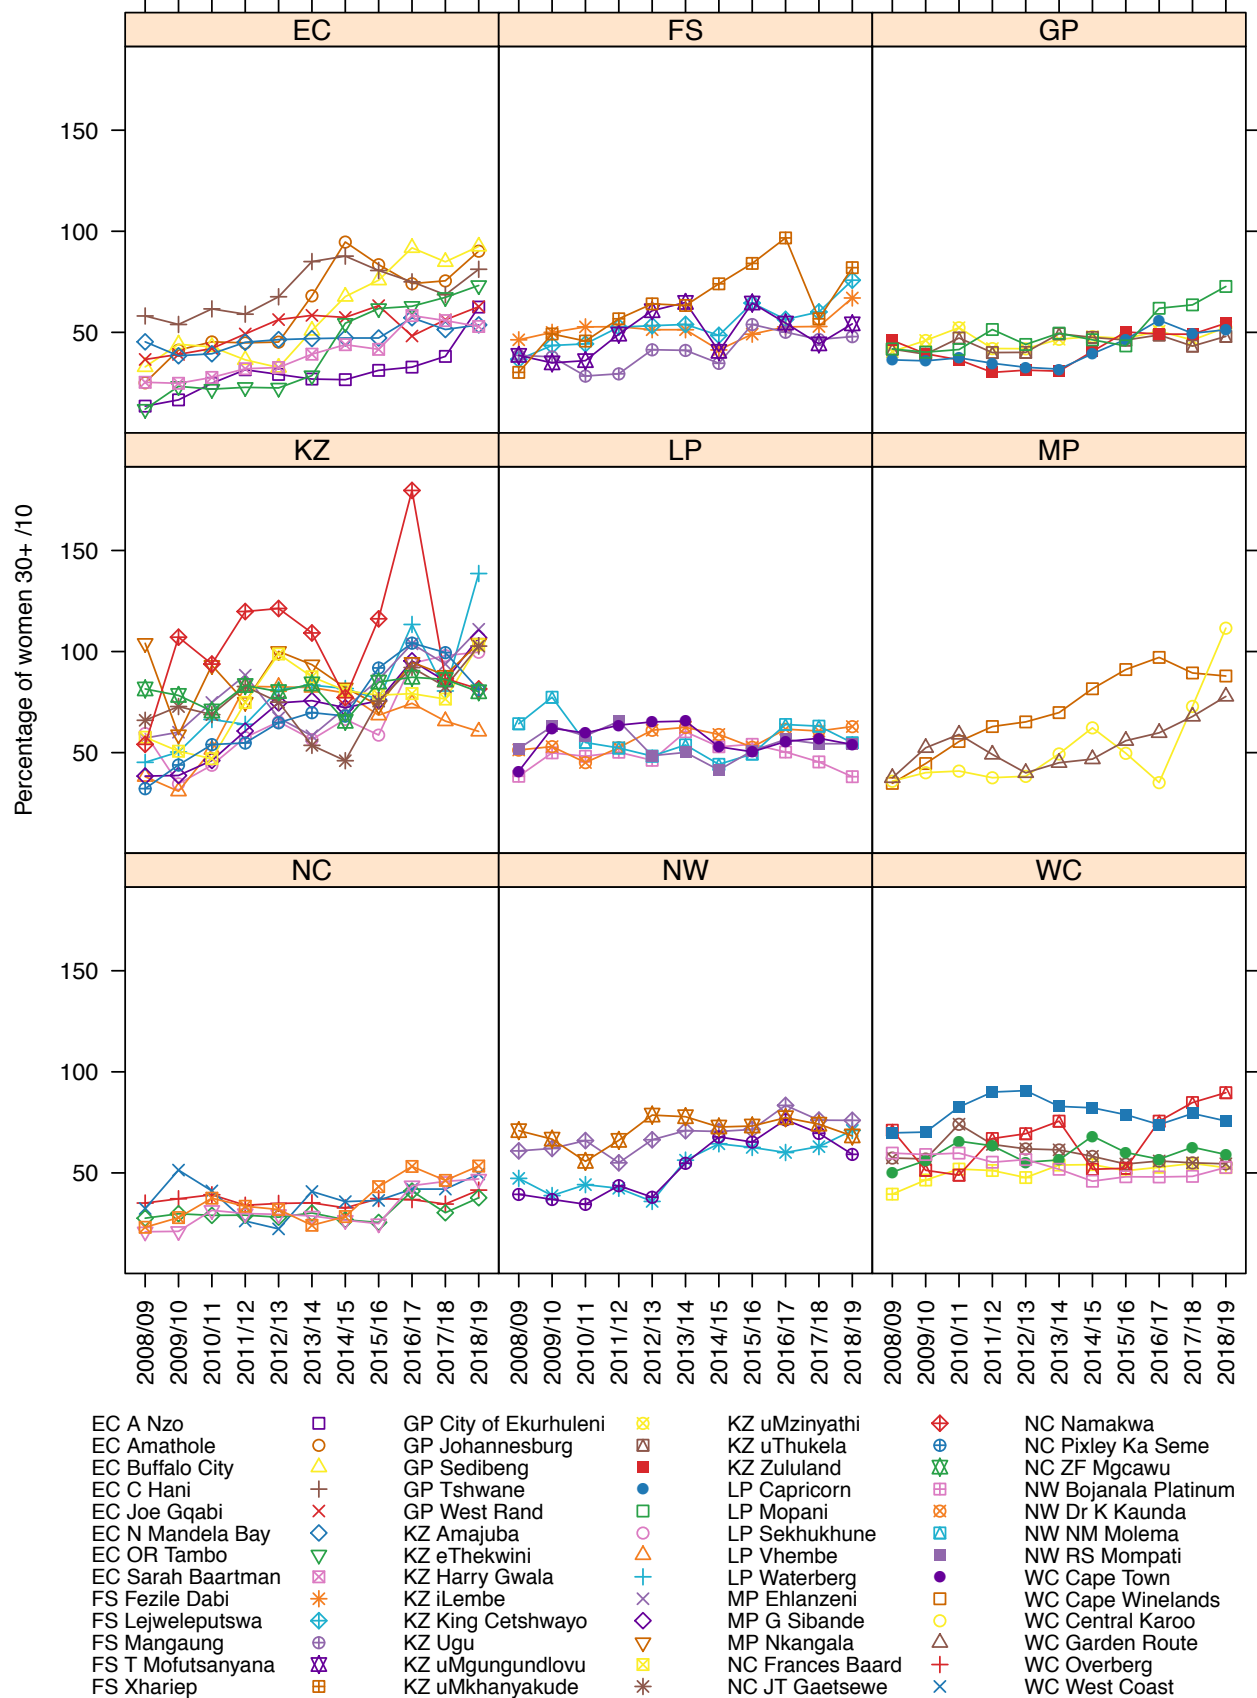 EC FS GP
150
100
50
KZ LP MP
150
100
50
NC NW WC
150
100
50
Percentage of women 30+ /10
2008/09 2009/10 2010/11 2011/12 2012/13 2013/14 2014/15 2015/16 2016/17 2017/18 2018/19 2008/09 2009/10 2010/11 2011/12 2012/13 2013/14 2014/15 2015/16 2016/17 2017/18 2018/19 2008/09 2009/10 2010/11 2011/12 2012/13 2013/14 2014/15 2015/16 2016/17 2017/18 2018/19
EC A Nzo GP City of Ekurhuleni KZ uMzinyathi NC Namakwa
EC Amathole GP Johannesburg KZ uThukela NC Pixley Ka Seme
EC Buffalo City GP Sedibeng KZ Zululand NC ZF Mgcawu
EC C Hani GP Tshwane LP Capricorn NW Bojanala Platinum
EC Joe Gqabi GP West Rand LP Mopani NW Dr K Kaunda
EC N Mandela Bay KZ Amajuba LP Sekhukhune NW NM Molema
EC OR Tambo KZ eThekwini LP Vhembe NW RS Mompati
EC Sarah Baartman KZ Harry Gwala LP Waterberg WC Cape Town
FS Fezile Dabi KZ iLembe MP Ehlanzeni WC Cape Winelands
FS Lejweleputswa KZ King Cetshwayo MP G Sibande WC Central Karoo
FS Mangaung KZ Ugu MP Nkangala WC Garden Route
FS T Mofutsanyana KZ uMgungundlovu NC Frances Baard WC Overberg
FS Xhariep KZ uMkhanyakude NC JT Gaetsewe WC West Coast